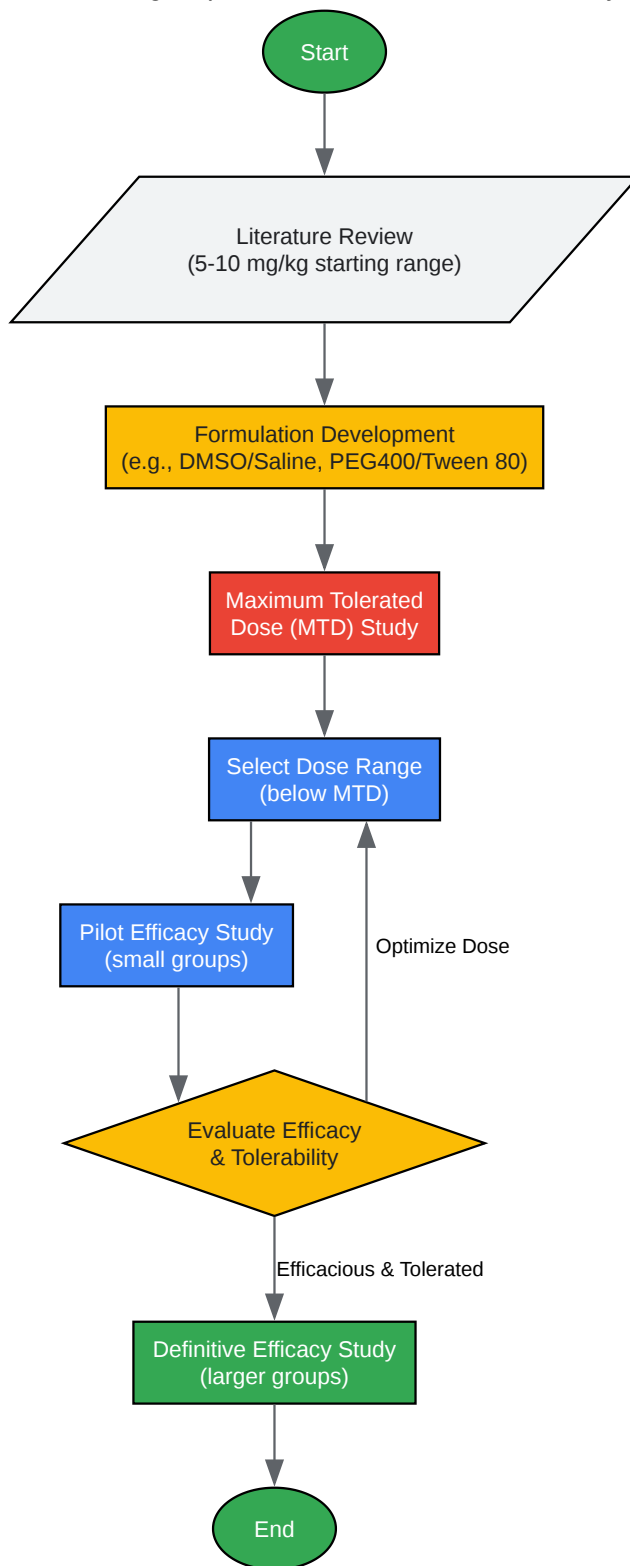 Start
Literature Review
(5-10 mg/kg starting range)
Formulation Development
(e.g., DMSO/Saline, PEG400/Tween 80)
Maximum Tolerated
Dose (MTD) Study
Select Dose Range
(below MTD)
Pilot Efficacy Study
(small groups)
Optimize Dose
Evaluate Efficacy
& Tolerability
Efficacious & Tolerated
Definitive Efficacy Study
(larger groups)
End